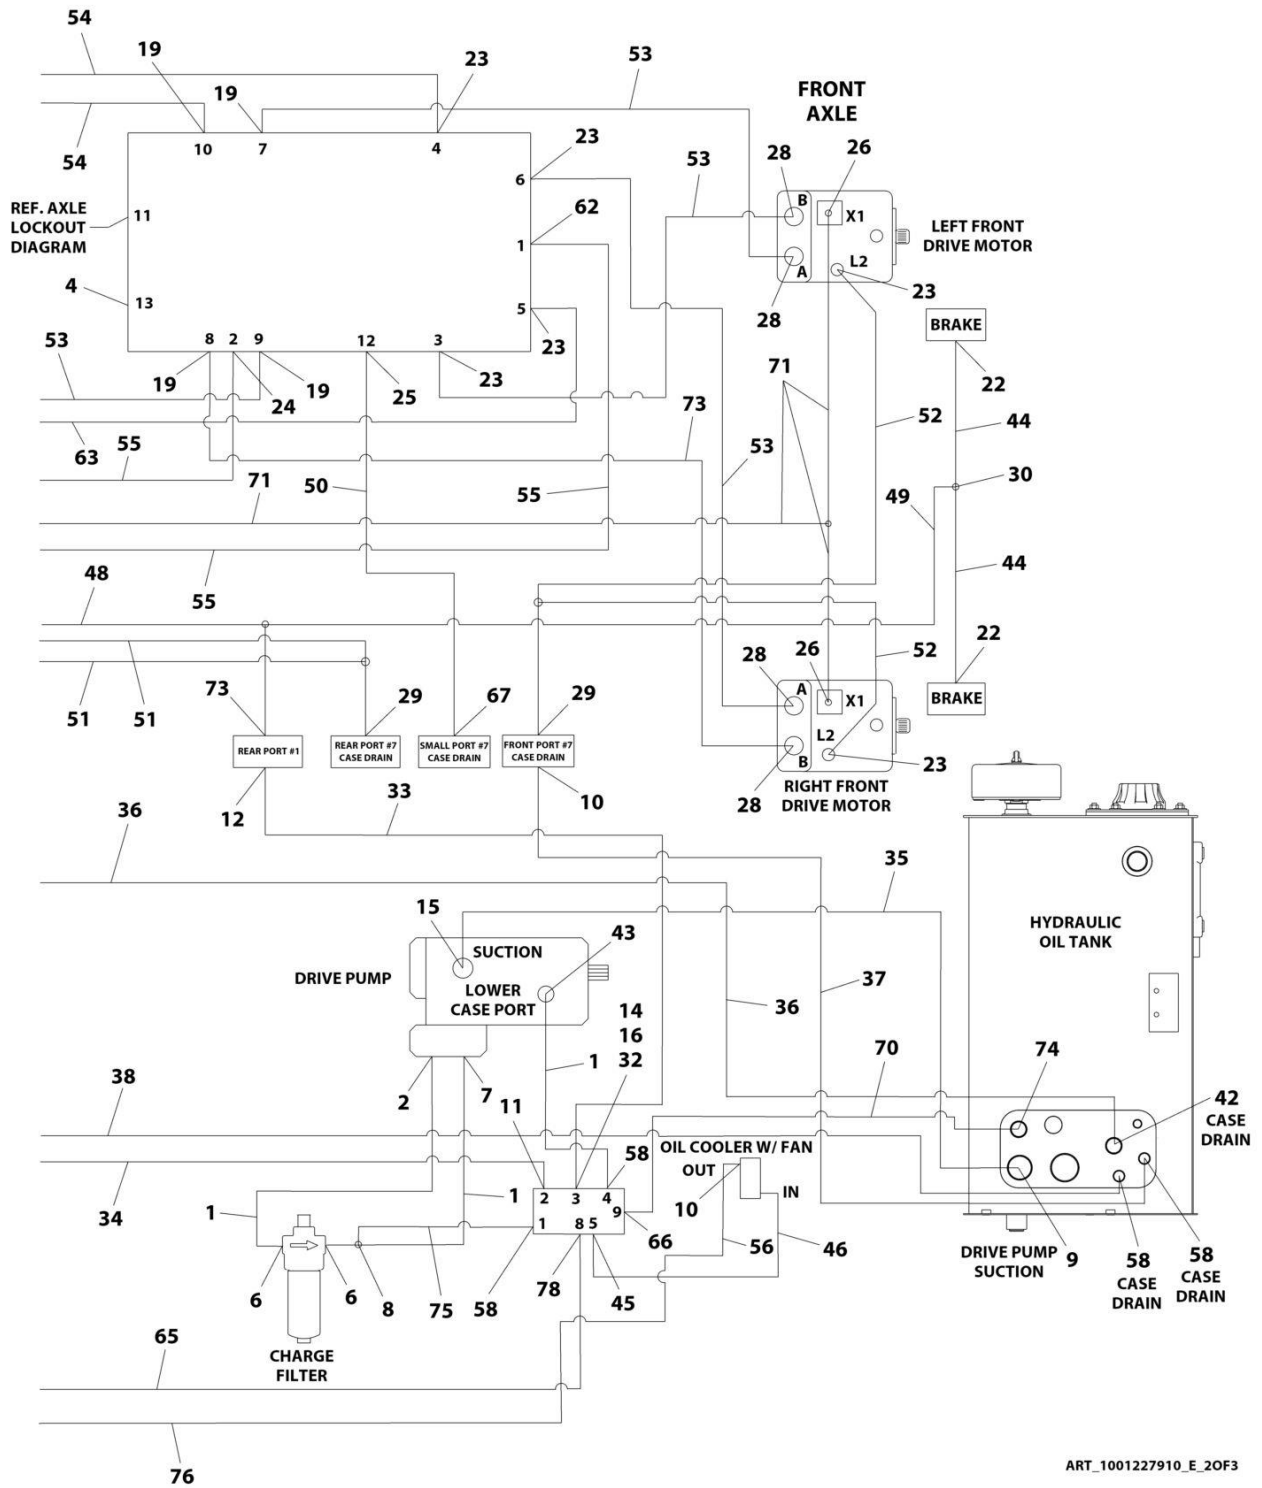 54
19
23
53
19
FRONT
AXLE
54
10
7
4
23
53
28
26
6
B
X1
REF. AXLE
LOCKOUT
DIAGRAM
11
62
LEFT FRONT
DRIVE MOTOR
1
A
L2
4
13
5
28
23
BRAKE
53
8
2
9
12
3
23
19
19
24
25
23
71
22
73
52
44
63
55
53
71
50
55
49
30
48
55
44
52
22
28
26
A
X1
BRAKE
73
29
67
29
51
51
L2
B
23
REAR PORT #1
REAR PORT #7
CASE DRAIN
SMALL PORT #7
CASE DRAIN
FRONT PORT #7
CASE DRAIN
RIGHT FRONT
DRIVE MOTOR
28
12
33
10
36
35
15
43
HYDRAULIC
OIL TANK
SUCTION
DRIVE PUMP
LOWER
CASE PORT
37
14
16
32
36
1
70
74
38
2
7
11
42
CASE
DRAIN
OIL COOLER W/ FAN
OUT
58
IN
34
1
1
2
3
4
9
10
1
8
5
66
56
46
DRIVE PUMP
SUCTION
9
58
CASE
DRAIN
58
CASE
DRAIN
6
6
8
75
58
78
45
65
CHARGE
FILTER
76
ART_1001227910_E_2OF3